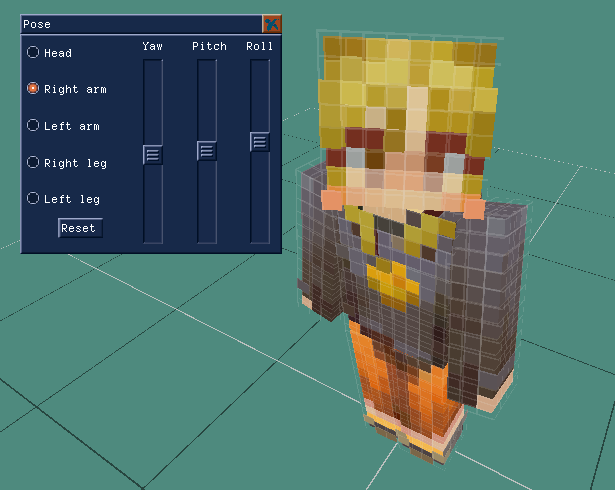 Pose
Yaw Pitch Roll
Head
Right arm
Left arm
Right leg
Left leg
Reset